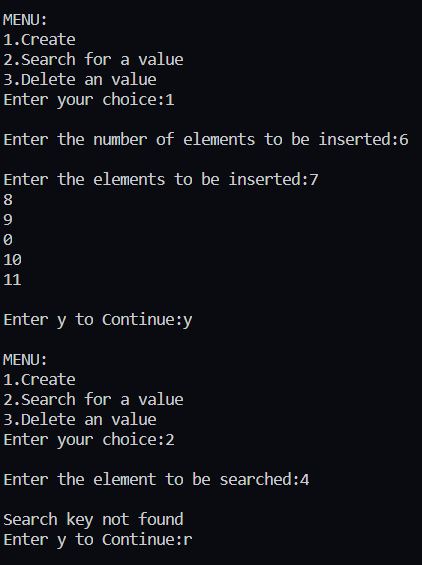 MENU:
1.Create
2.Search for a value
3.Delete an value
Enter your choice:1
Enter the number of elements to be inserted:6
Enter the elements to be inserted:7
8
9
0
10
11
Enter y to Continue:y
MENU:
1.Create
2.Search for a value
3.Delete an value
Enter your choice:2
Enter the element to be searched:4
Search key not found
Enter y to Continue:r